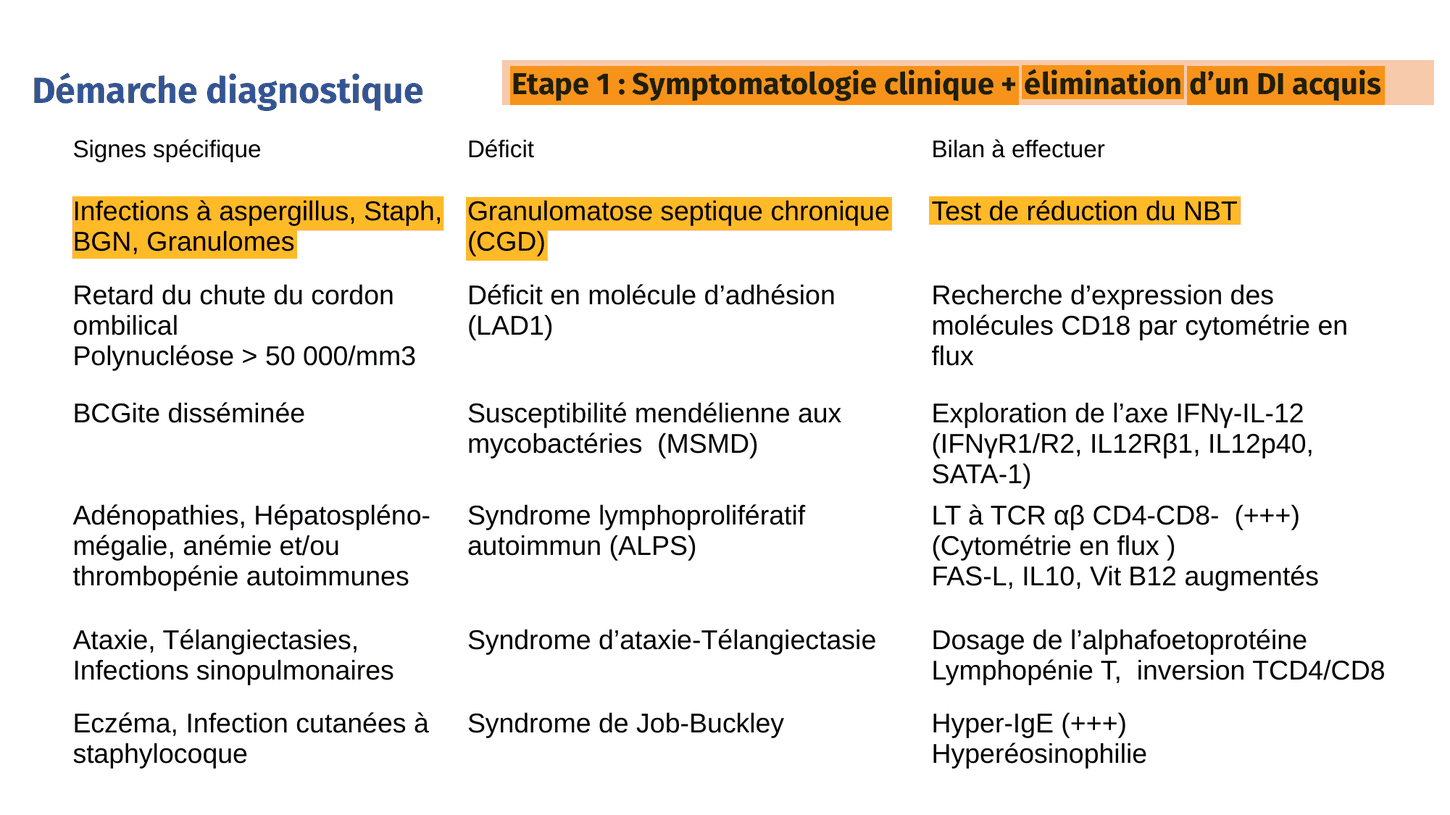 Démarche diagnostique
Etape 1 : Symptomatologie clinique + élimination d’un DI acquis
Signes spécifique
Déficit
Bilan à effectuer
Infections à aspergillus, Staph,
BGN, Granulomes
Granulomatose septique chronique
(CGD)
Test de réduction du NBT
Retard du chute du cordon
ombilical
Polynucléose > 50 000/mm3
Déficit en molécule d’adhésion
(LAD1)
Recherche d’expression des
molécules CD18 par cytométrie en
flux
BCGite disséminée
Susceptibilité mendélienne aux
mycobactéries  (MSMD)
Exploration de l’axe IFNγ-IL-12
(IFNγR1/R2, IL12Rβ1, IL12p40,
SATA-1)
Adénopathies, Hépatospléno-
mégalie, anémie et/ou
thrombopénie autoimmunes
Syndrome lymphoprolifératif
autoimmun (ALPS)
LT à TCR αβ CD4-CD8-  (+++)
(Cytométrie en flux )
FAS-L, IL10, Vit B12 augmentés
Ataxie, Télangiectasies,
Infections sinopulmonaires
Syndrome d’ataxie-Télangiectasie
Dosage de l’alphafoetoprotéine
Lymphopénie T,  inversion TCD4/CD8
Eczéma, Infection cutanées à
staphylocoque
Syndrome de Job-Buckley
Hyper-IgE (+++)
Hyperéosinophilie